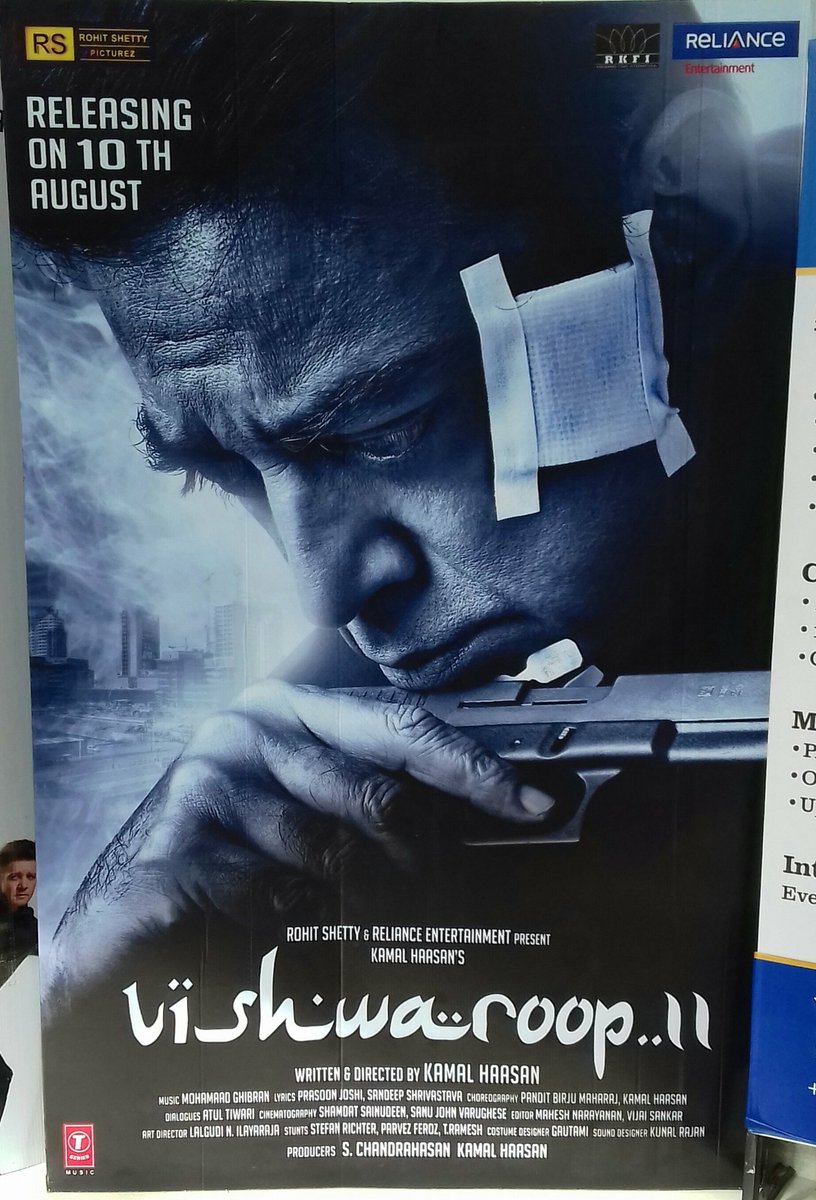 RS ROHIT SHETTY
PICTUREZ
RKFI
RELIANCE
Entertainment
RELEASING
ON 10 TH
AUGUST
ROHIT SHETTY & RELIANCE ENTERTAINMENT PRESENT
KAMAL HAASAN'S
vishwaroop..II
WRITTEN & DIRECTED BY KAMAL HAASAN
MUSIC MOHAMAAD GHIBRAN LYRICS PRASOON JOSHI, SANDEEP SHRIVASTAVA CHOREOGRAPHY PANDIT BIRJU MAHARAJ, KAMAL HAASAN
DIALOGUES ATUL TIWARI CINEMATOGRAPHY SHAMDAT SAINUDEEN, SANU JOHN VARUGHESE EDITOR MAHESH NARAYANAN, VIJAI SANKAR
ART DIRECTOR LALGUDI N. ILAYARAJA STUNTS STEFAN RICHTER, PARVEZ FEROZ, T.RAMESH COSTUME DESIGNER GAUTAMI SOUND DESIGNER KUNAL RAJAN
PRODUCERS S. CHANDRAHASAN KAMAL HAASAN
T
SERIES
MUSIC